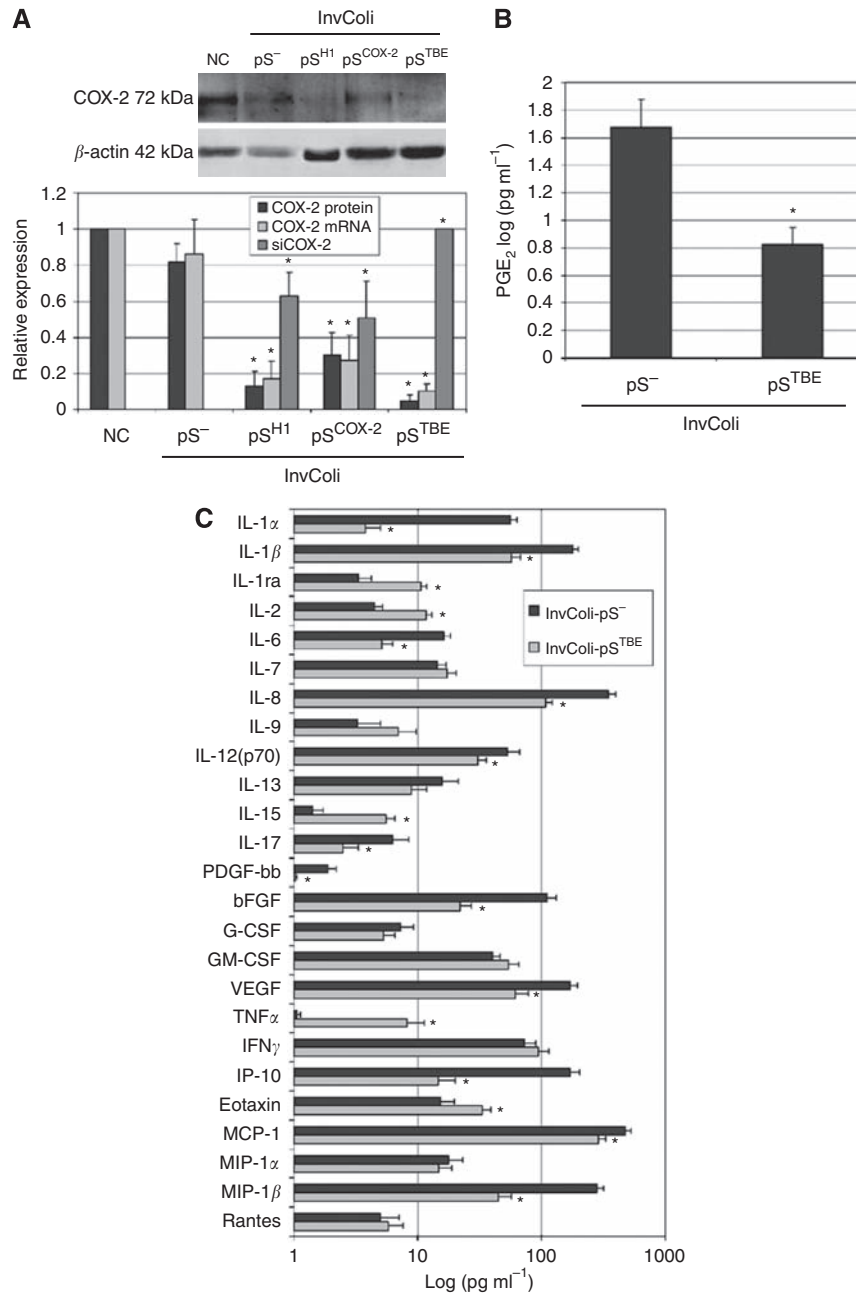 A
InvColi
NC pS⁻ pSᴴ¹ pS^COX-2 pS^TBE
COX-2 72 kDa
β-actin 42 kDa
1.2
1
0.8
0.6
0.4
0.2
0
Relative expression
COX-2 protein
COX-2 mRNA
siCOX-2
* * * * * * * * *
NC pS⁻ pS^H1 pS^COX-2 pS^TBE
InvColi
B
2
1.8
1.6
1.4
1.2
1
0.8
0.6
0.4
0.2
0
PGE₂ log (pg ml⁻¹)
*
pS⁻ pS^TBE
InvColi
C
IL-1α *
IL-1β *
IL-1ra *
IL-2 *
IL-6 *
IL-7
IL-8 *
IL-9
IL-12(p70) *
IL-13
IL-15 *
IL-17 *
PDGF-bb *
bFGF *
G-CSF
GM-CSF
VEGF *
TNFα *
IFNγ
IP-10 *
Eotaxin *
MCP-1 *
MIP-1α
MIP-1β *
Rantes
InvColi-pS⁻
InvColi-pS^TBE
1 10 100 1000
Log (pg ml⁻¹)